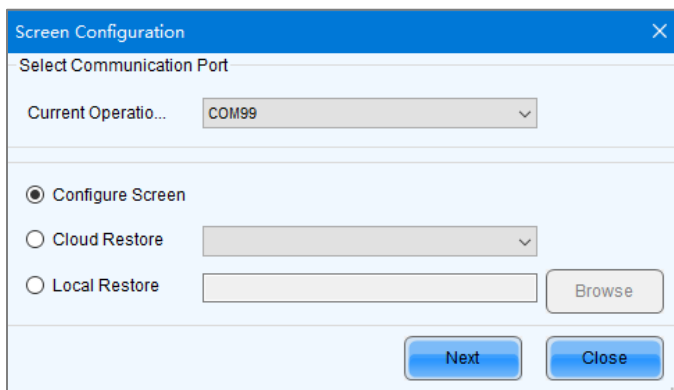 Screen Configuration
Select Communication Port
Current Operatio... COM99
Configure Screen
Cloud Restore
Local Restore Browse
Next Close